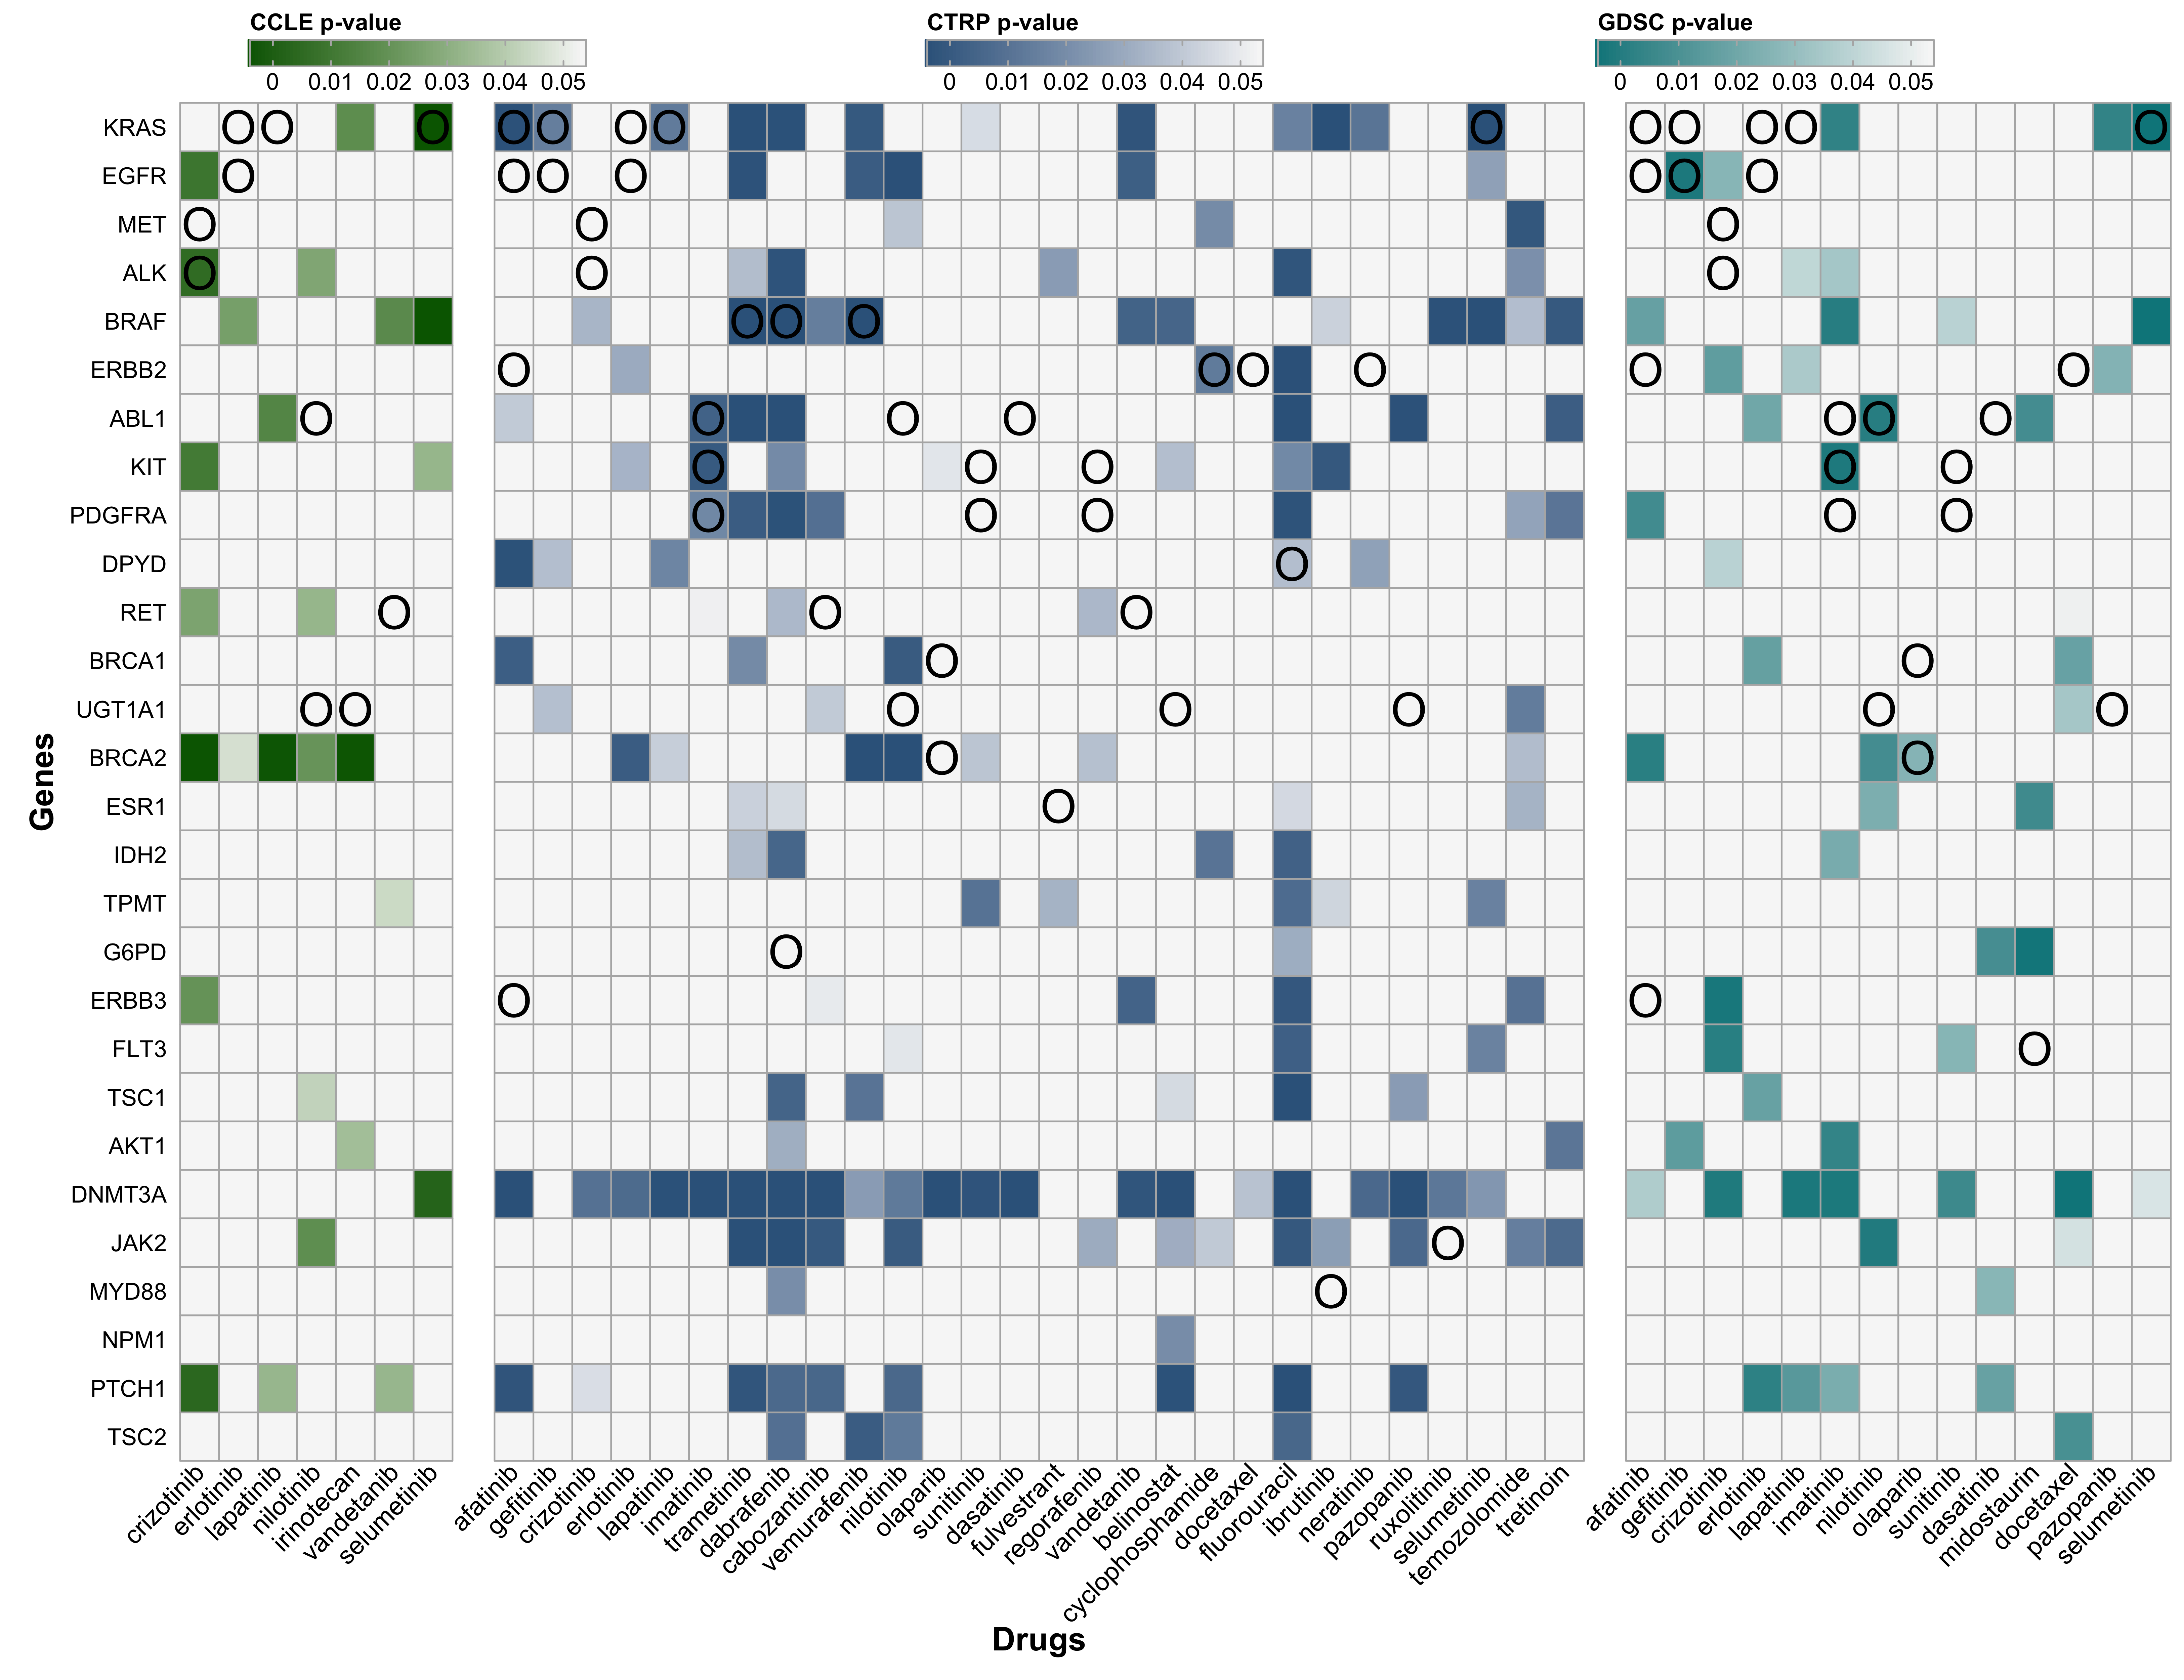 CCLE p-value
CTRP p-value
GDSC p-value
0 0.01 0.02 0.03 0.04 0.05
0 0.01 0.02 0.03 0.04 0.05
0 0.01 0.02 0.03 0.04 0.05
Genes
KRAS
EGFR
MET
ALK
BRAF
ERBB2
ABL1
KIT
PDGFRA
DPYD
RET
BRCA1
UGT1A1
BRCA2
ESR1
IDH2
TPMT
G6PD
ERBB3
FLT3
TSC1
AKT1
DNMT3A
JAK2
MYD88
NPM1
PTCH1
TSC2
crizotinib
erlotinib
lapatinib
nilotinib
irinotecan
vandetanib
selumetinib
afatinib
gefitinib
crizotinib
erlotinib
lapatinib
imatinib
trametinib
dabrafenib
cabozantinib
vemurafenib
nilotinib
olaparib
sunitinib
dasatinib
fulvestrant
regorafenib
vandetanib
belinostat
cyclophosphamide
docetaxel
fluorouracil
ibrutinib
neratinib
pazopanib
ruxolitinib
selumetinib
temozolomide
tretinoin
afatinib
gefitinib
crizotinib
erlotinib
lapatinib
imatinib
nilotinib
olaparib
sunitinib
dasatinib
midostaurin
docetaxel
pazopanib
selumetinib
Drugs